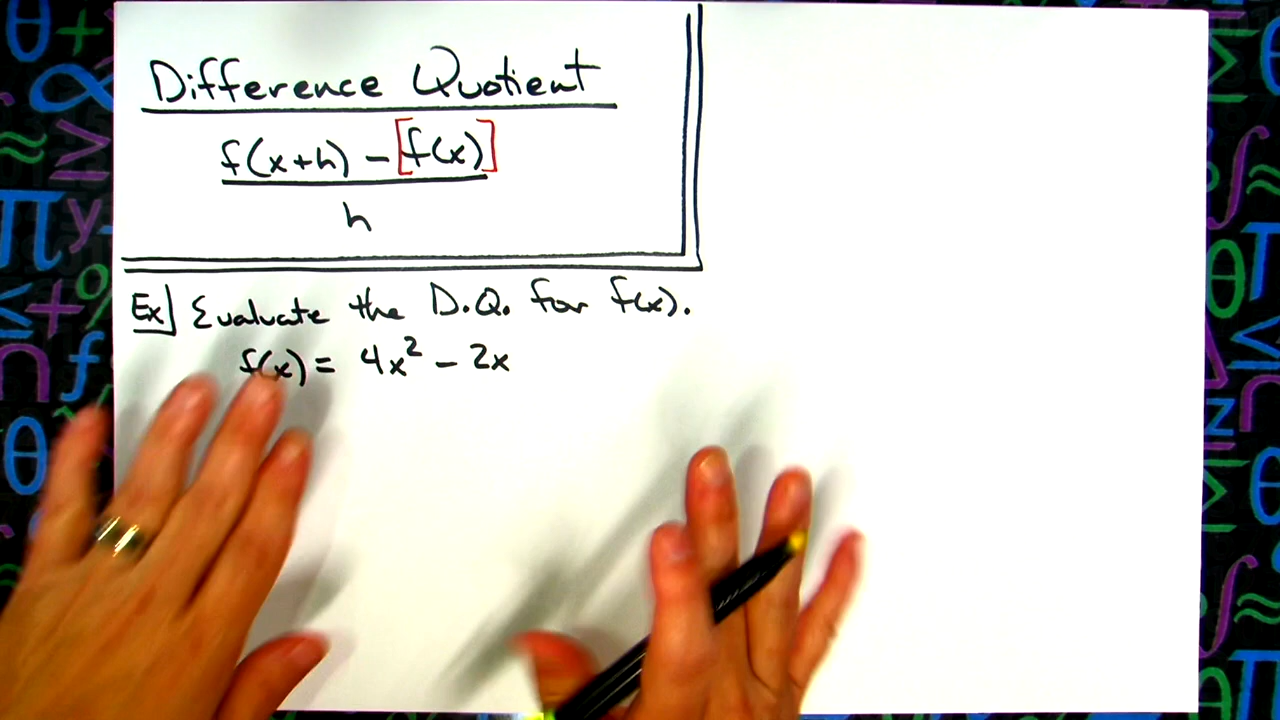 Difference Quotient
f(x+h) - [f(x)]
h
Ex] Evaluate the D.Q. for f(x).
f(x) = 4x² - 2x